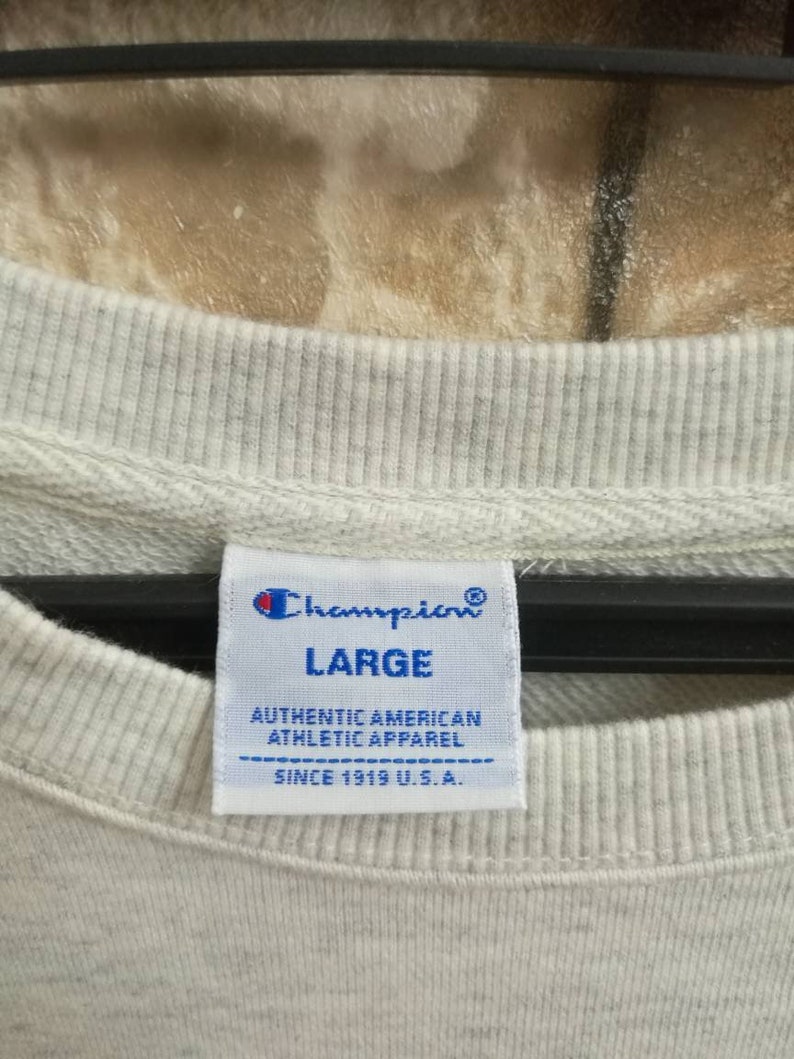 Champion®
LARGE
AUTHENTIC AMERICAN
ATHLETIC APPAREL
SINCE 1919 U.S.A.